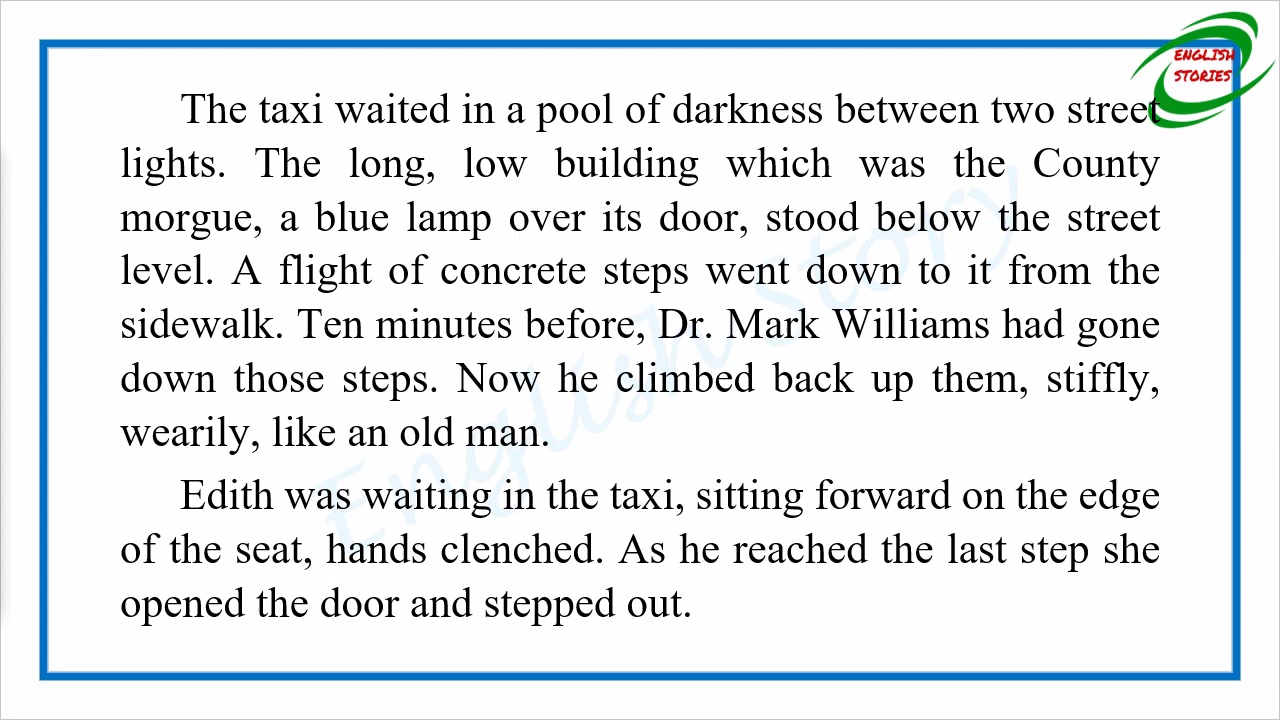 ENGLISH
STORIES
The taxi waited in a pool of darkness between two street
lights. The long, low building which was the County
morgue, a blue lamp over its door, stood below the street
level. A flight of concrete steps went down to it from the
sidewalk. Ten minutes before, Dr. Mark Williams had gone
down those steps. Now he climbed back up them, stiffly,
wearily, like an old man.
Edith was waiting in the taxi, sitting forward on the edge
of the seat, hands clenched. As he reached the last step she
opened the door and stepped out.
English Story